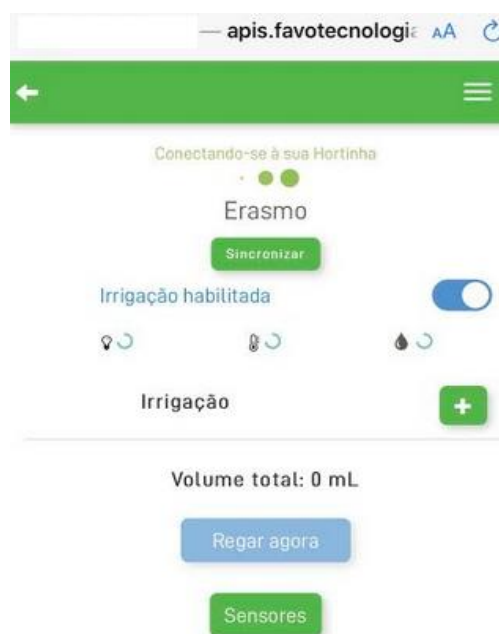 — apis.favotecnologi
AA
Conectando-se à sua Hortinha
Erasmo
Sincronizar
Irrigação habilitada
Irrigação
+
Volume total: 0 mL
Regar agora
Sensores